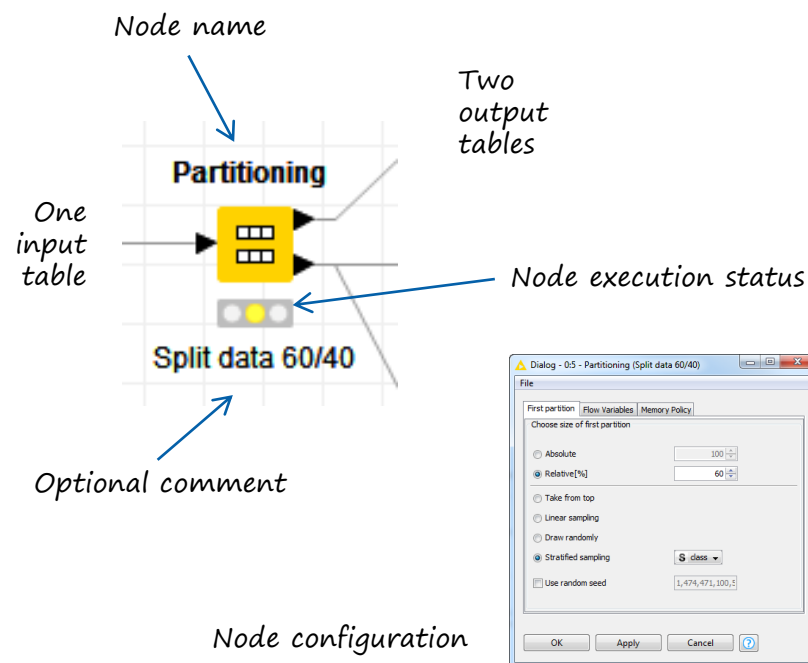 Node name
Two
output
tables
Partitioning
One
input
table
Node execution status
Split data 60/40
Optional comment
Dialog - 0:5 - Partitioning (Split data 60/40)
File
First partition Flow Variables Memory Policy
Choose size of first partition
Absolute 100
Relative[%] 60
Take from top
Linear sampling
Draw randomly
Stratified sampling S class
Use random seed 1,474,471,100,5
OK Apply Cancel ?
Node configuration